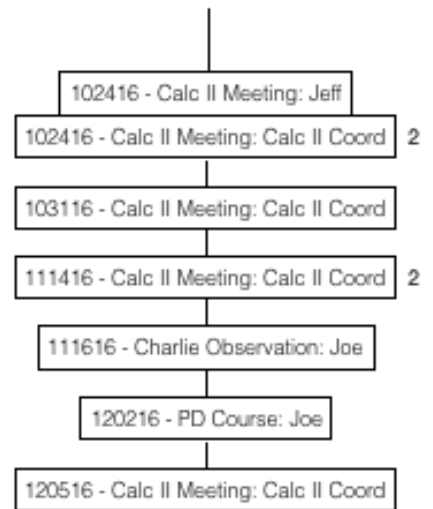 102416 - Calc II Meeting: Jeff
102416 - Calc II Meeting: Calc II Coord 2
103116 - Calc II Meeting: Calc II Coord
111416 - Calc II Meeting: Calc II Coord 2
111616 - Charlie Observation: Joe
120216 - PD Course: Joe
120516 - Calc II Meeting: Calc II Coord